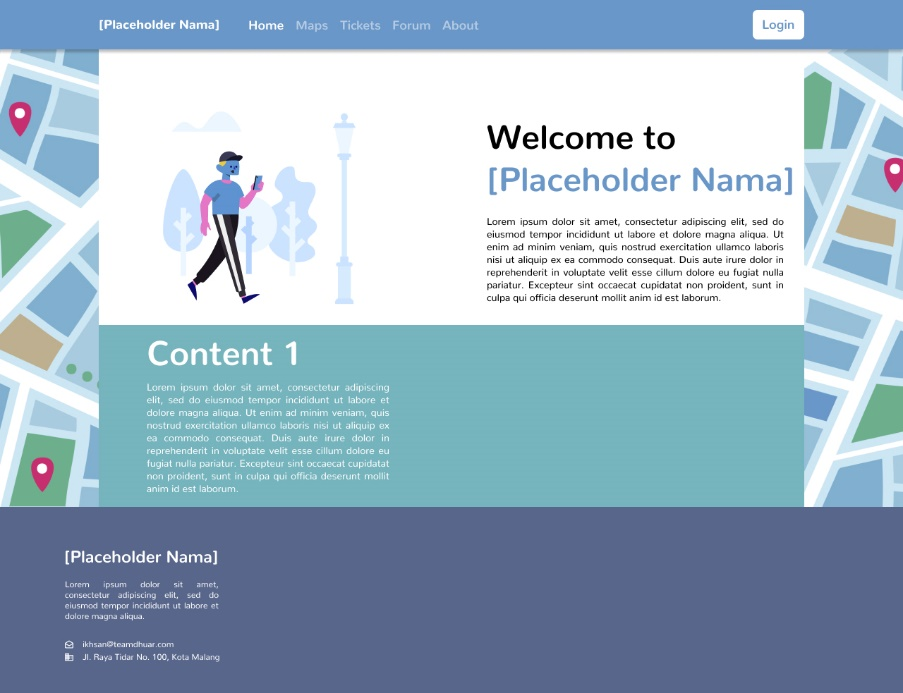 [Placeholder Nama] Home Maps Tickets Forum About Login
Welcome to
[Placeholder Nama]
Lorem ipsum dolor sit amet, consectetur adipiscing elit, sed do
eiusmod tempor incididunt ut labore et dolore magna aliqua. Ut
enim ad minim veniam, quis nostrud exercitation ullamco laboris
nisi ut aliquip ex ea commodo consequat. Duis aute irure dolor in
reprehenderit in voluptate velit esse cillum dolore eu fugiat nulla
pariatur. Excepteur sint occaecat cupidatat non proident, sunt in
culpa qui officia deserunt mollit anim id est laborum.
Content 1
Lorem ipsum dolor sit amet, consectetur adipiscing
elit, sed do eiusmod tempor incididunt ut labore et
dolore magna aliqua. Ut enim ad minim veniam, quis
nostrud exercitation ullamco laboris nisi ut aliquip ex
ea commodo consequat. Duis aute irure dolor in
reprehenderit in voluptate velit esse cillum dolore eu
fugiat nulla pariatur. Excepteur sint occaecat cupidatat
non proident, sunt in culpa qui officia deserunt mollit
anim id est laborum.
[Placeholder Nama]
Lorem ipsum dolor sit amet,
consectetur adipiscing elit, sed do
eiusmod tempor incididunt ut labore et
dolore magna aliqua.
ikhsan@teamdhuar.com
Jl. Raya Tidar No. 100, Kota Malang